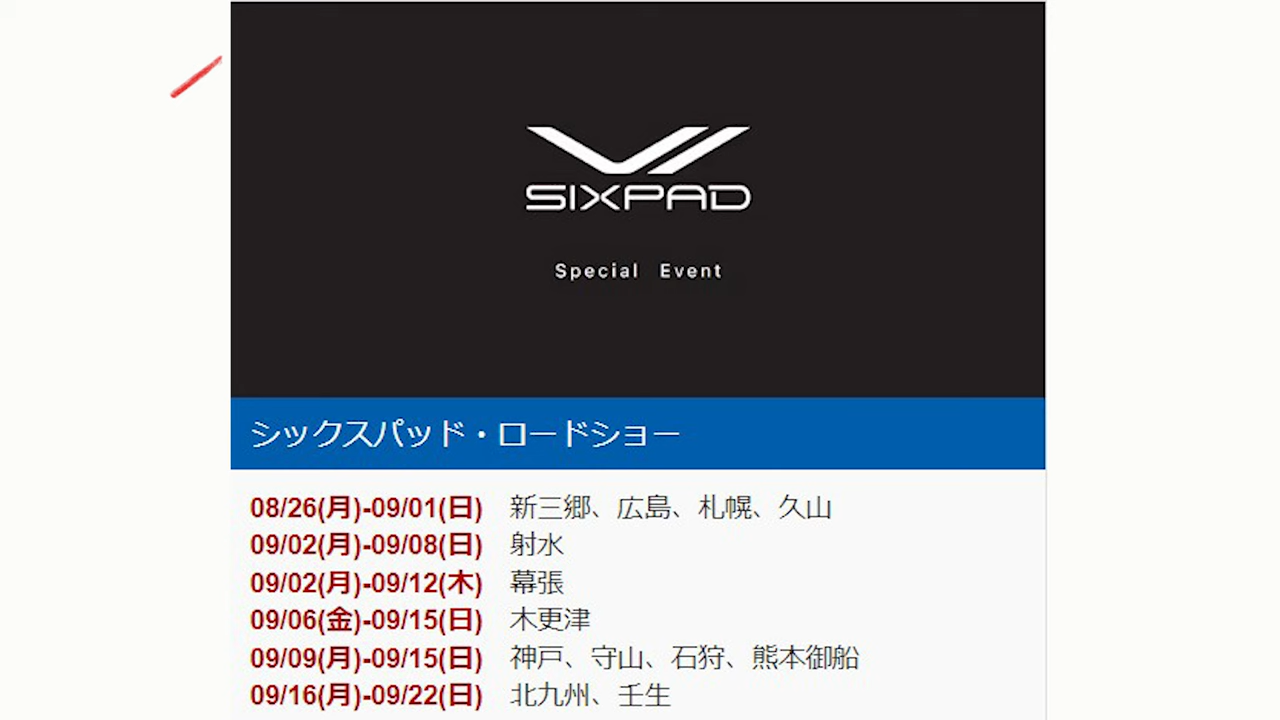 SIXPAD
Special Event
シックスパッド・ロードショー
08/26(月)-09/01(日) 新三郷、広島、札幌、久山
09/02(月)-09/08(日) 射水
09/02(月)-09/12(木) 幕張
09/06(金)-09/15(日) 木更津
09/09(月)-09/15(日) 神戸、守山、石狩、熊本御船
09/16(月)-09/22(日) 北九州、壬生